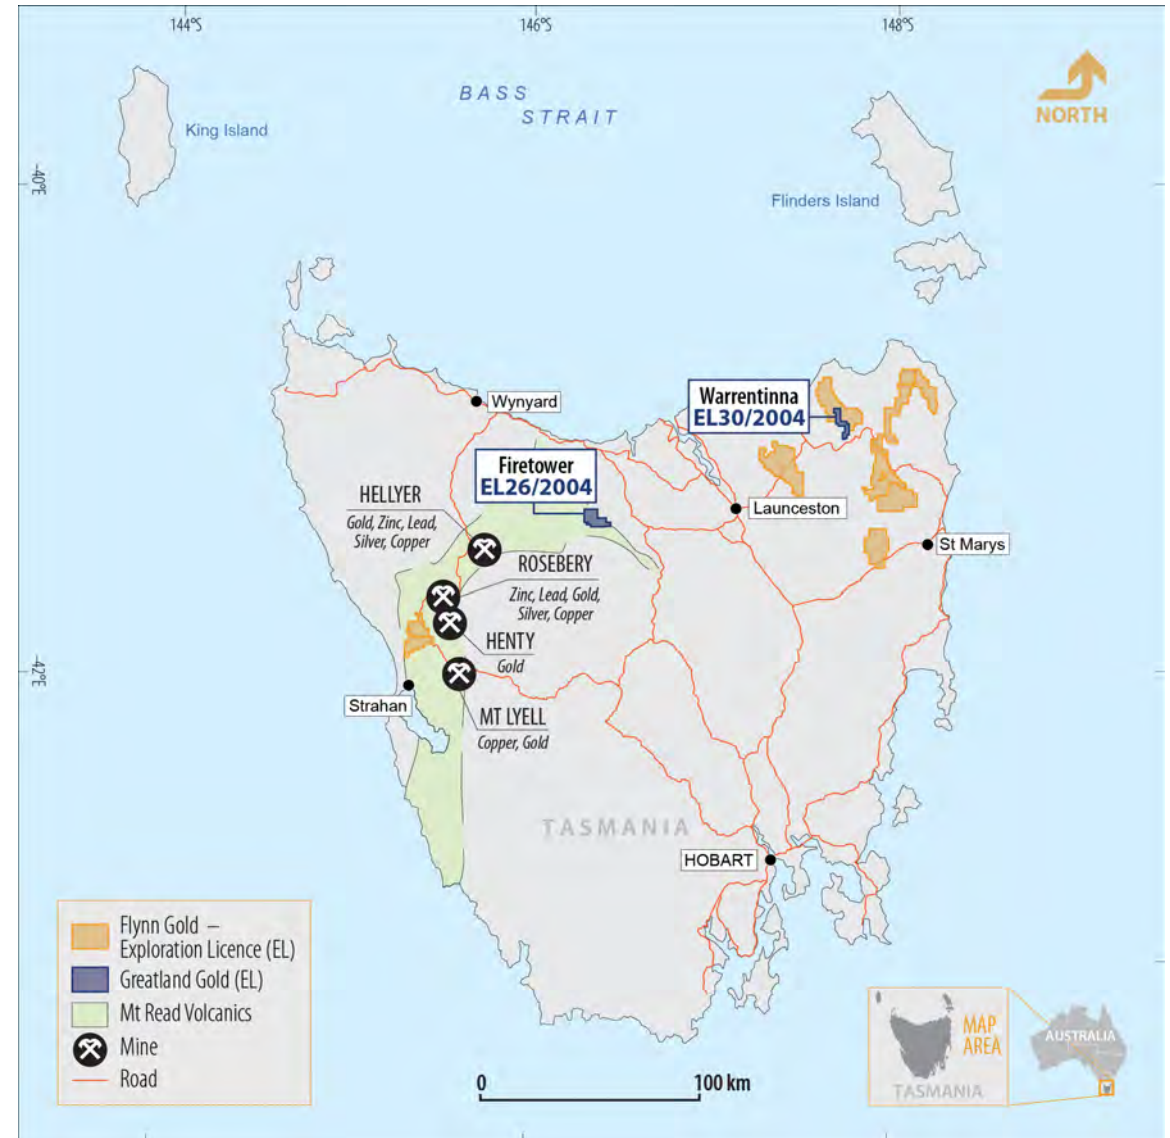 144°S
146°S
148°S
BASS
STRAIT
NORTH
King Island
-40°E
Flinders Island
Wynyard
Warrentinna
EL30/2004
Firetower
EL26/2004
HELLYER
Gold, Zinc, Lead,
Silver, Copper
Launceston
St Marys
ROSEBERY
Zinc, Lead, Gold,
Silver, Copper
HENTY
Gold
-42°E
Strahan
MT LYELL
Copper, Gold
TASMANIA
HOBART
Flynn Gold –
Exploration Licence (EL)
Greatland Gold (EL)
Mt Read Volcanics
Mine
Road
0
100 km
MAP
AREA
TASMANIA
AUSTRALIA